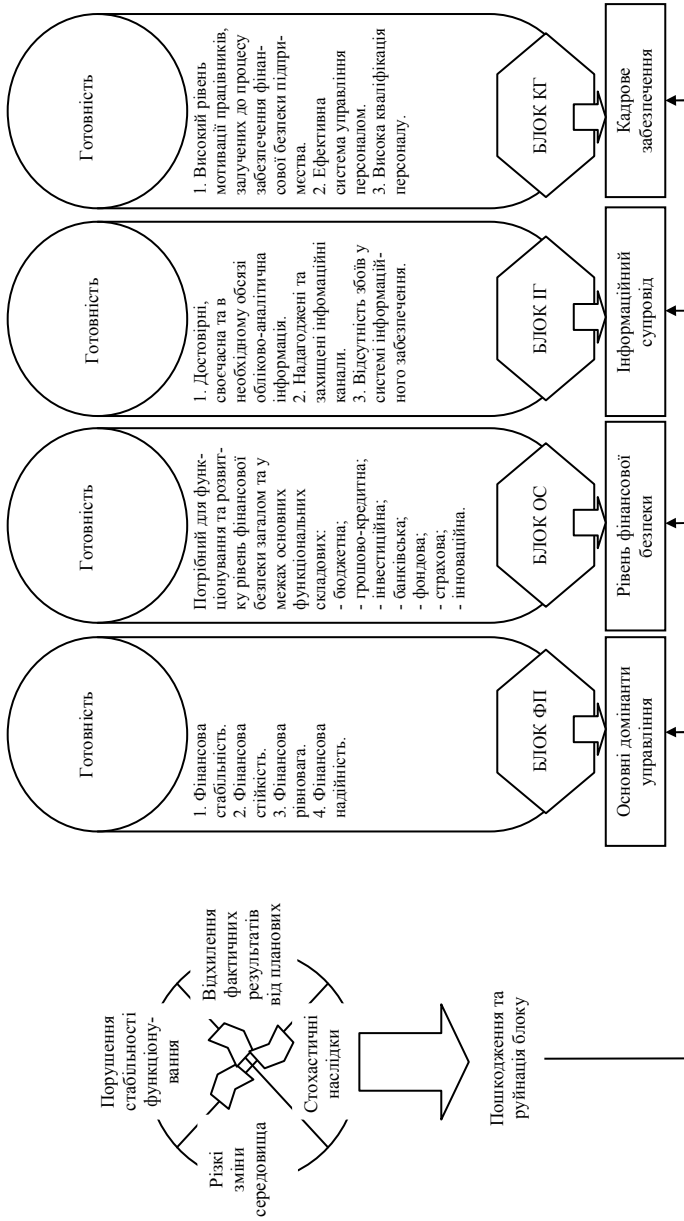 Порушення
стабільності
функціону-
вання
Різкі
зміни
середовища
Відхилення
фактичних
результатів
від планових
Стохастичні
наслідки
Пошкодження та
руйнація блоку
Готовність
1. Фінансова
стабільність.
2. Фінансова
стійкість.
3. Фінансова
рівновага.
4. Фінансова
надійність.
БЛОК ФП
Основні домінанти
управління
Готовність
Потрібний для функ-
ціонування та розвит-
ку рівень фінансової
безпеки загалом та у
межах основних
функціональних
складових:
- бюджетна;
- грошово-кредитна;
- інвестиційна;
- банківська;
- фондова;
- страхова;
- інноваційна.
БЛОК ОС
Рівень фінансової
безпеки
Готовність
1. Достовірні,
своєчасна та в
необхідному обсязі
обліково-аналітична
інформація.
2. Надагоджені та
захищені інфомаційні
канали.
3. Відсутність збоїв у
системі інформацій-
ного забезпечення.
БЛОК ІГ
Інформаційний
супровід
Готовність
1. Високий рівень
мотивації працівників,
залучених до процесу
забезпечення фінан-
сової безпеки підпри-
мєства.
2. Ефективна
система управління
персоналом.
3. Висока кваліфікація
персоналу.
БЛОК КГ
Кадрове
забезпечення